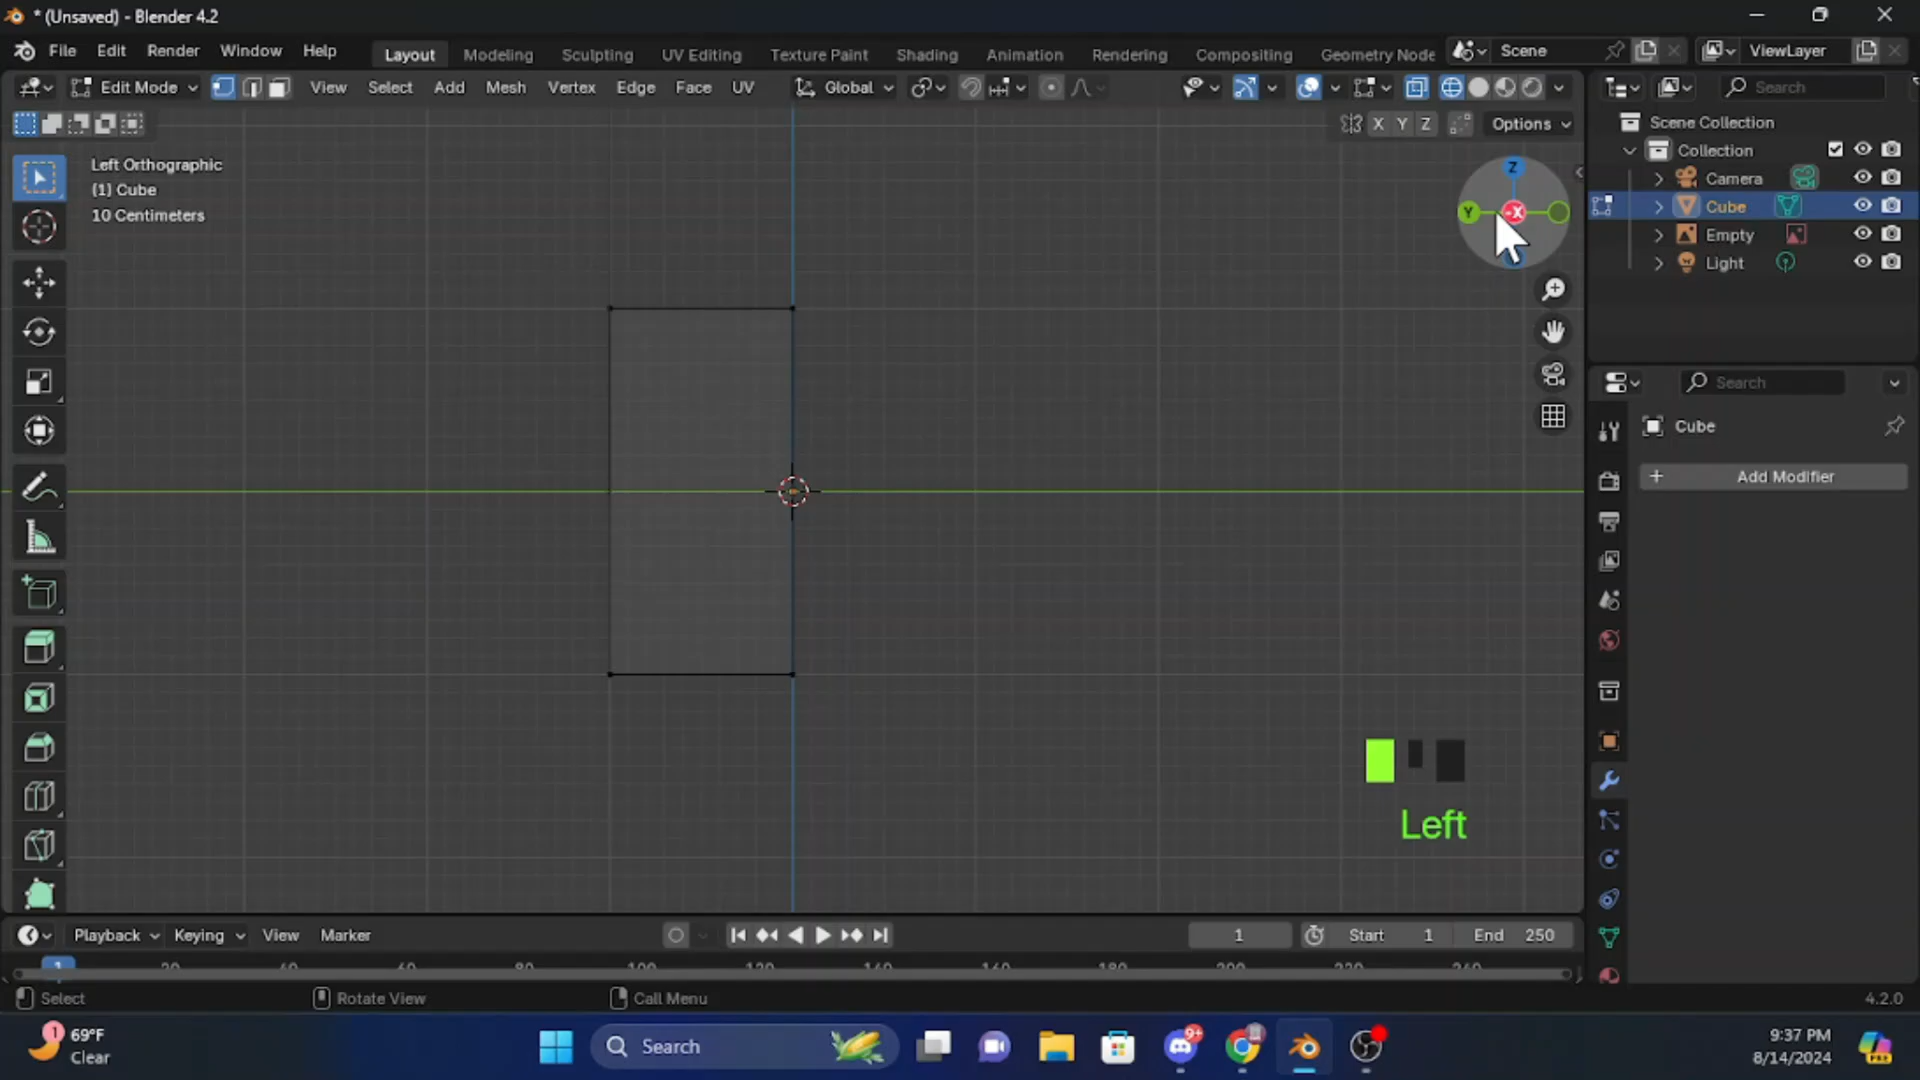 * (Unsaved) - Blender 4.2
File Edit Render Window Help Layout Modeling Sculpting UV Editing Texture Paint Shading Animation Rendering Compositing Geometry Node Scene ViewLayer
Edit Mode View Select Add Mesh Vertex Edge Face UV Global Search
X Y Z Options Scene Collection
Collection
Left Orthographic
(1) Cube
10 Centimeters
Z
Y -X
Camera
Cube
Empty
Light
Search
Cube
Add Modifier
Left
Playback Keying View Marker 1 Start 1 End 250
1
Select Rotate View Call Menu 4.2.0
1 69°F
Clear
Search
9+
9:37 PM
8/14/2024
PRE